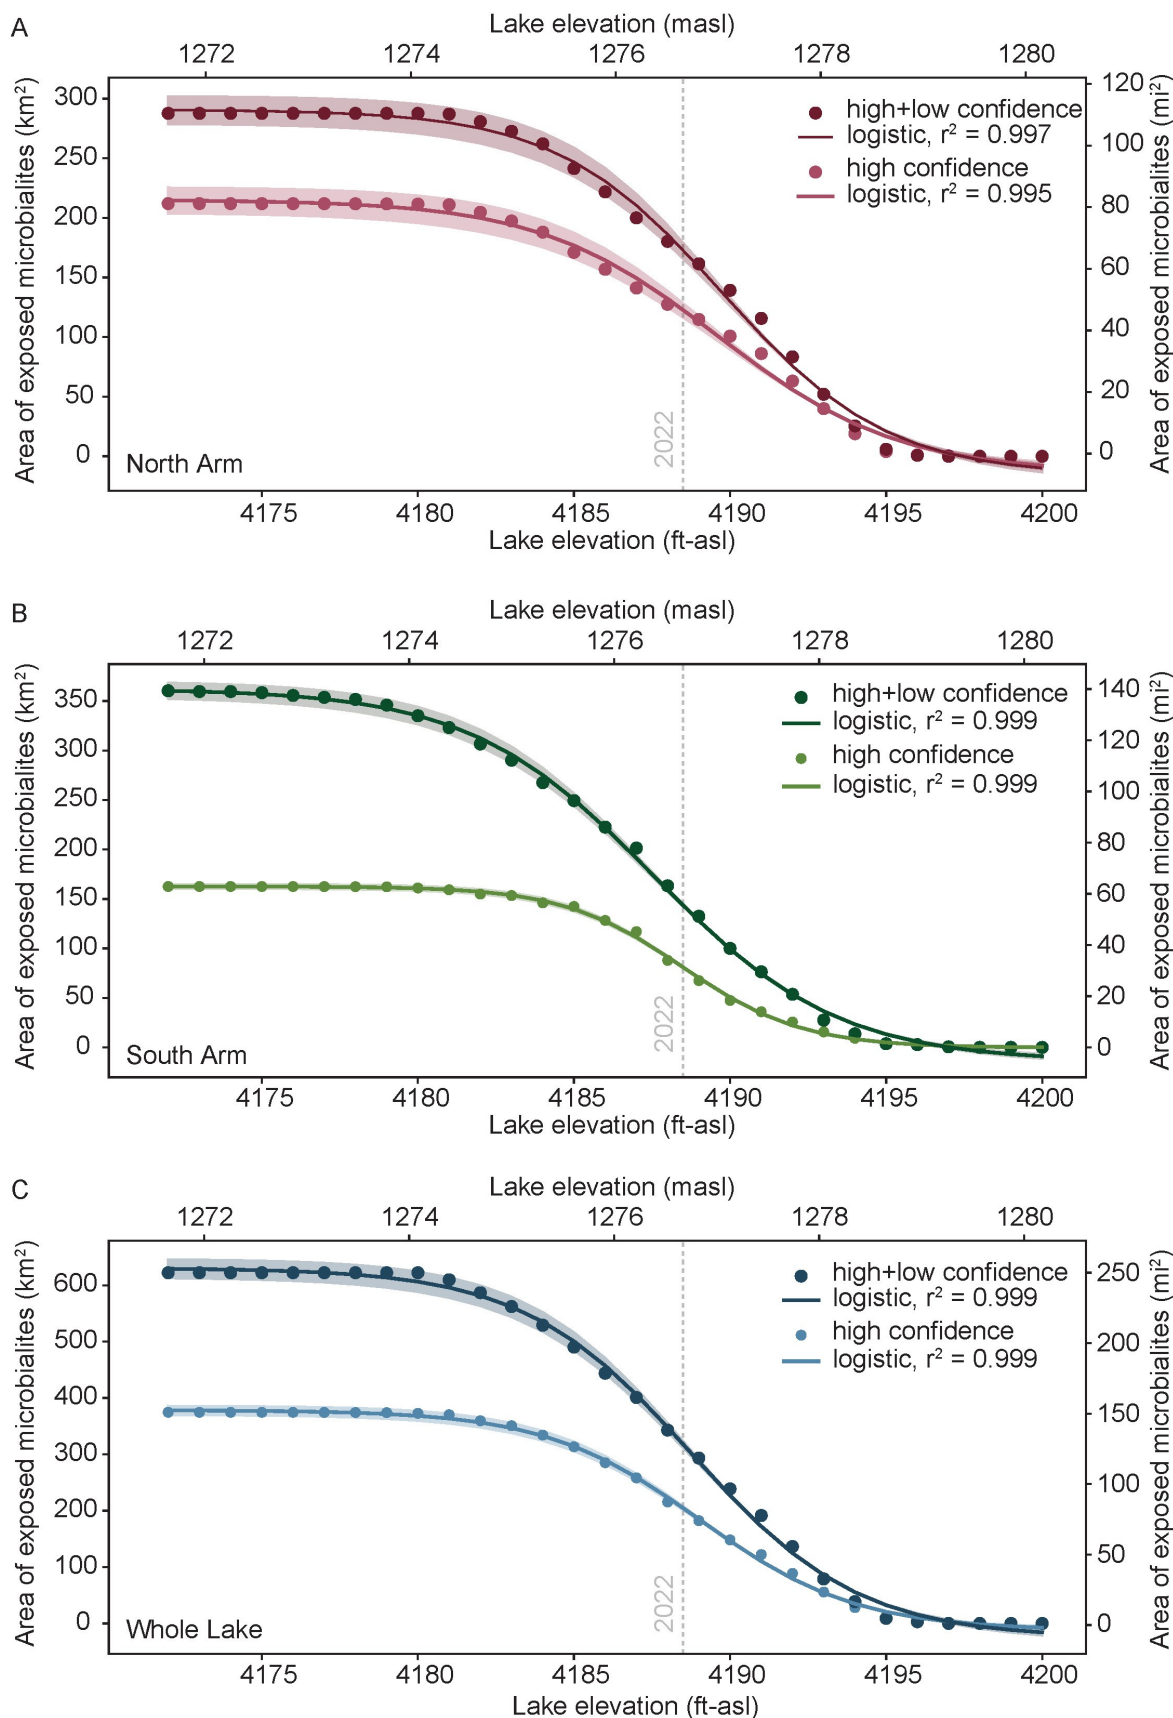 A
Lake elevation (masl)
1272 1274 1276 1278 1280
Area of exposed microbialites (km²)
300
250
200
150
100
50
0
120
100
80
60
40
20
0
Area of exposed microbialites (mi²)
high+low confidence
logistic, r² = 0.997
high confidence
logistic, r² = 0.995
2022
North Arm
4175 4180 4185 4190 4195 4200
Lake elevation (ft-asl)
B
Lake elevation (masl)
1272 1274 1276 1278 1280
Area of exposed microbialites (km²)
350
300
250
200
150
100
50
0
140
120
100
80
60
40
20
0
Area of exposed microbialites (mi²)
high+low confidence
logistic, r² = 0.999
high confidence
logistic, r² = 0.999
2022
South Arm
4175 4180 4185 4190 4195 4200
Lake elevation (ft-asl)
C
Lake elevation (masl)
1272 1274 1276 1278 1280
Area of exposed microbialites (km²)
600
500
400
300
200
100
0
250
200
150
100
50
0
Area of exposed microbialites (mi²)
high+low confidence
logistic, r² = 0.999
high confidence
logistic, r² = 0.999
2022
Whole Lake
4175 4180 4185 4190 4195 4200
Lake elevation (ft-asl)